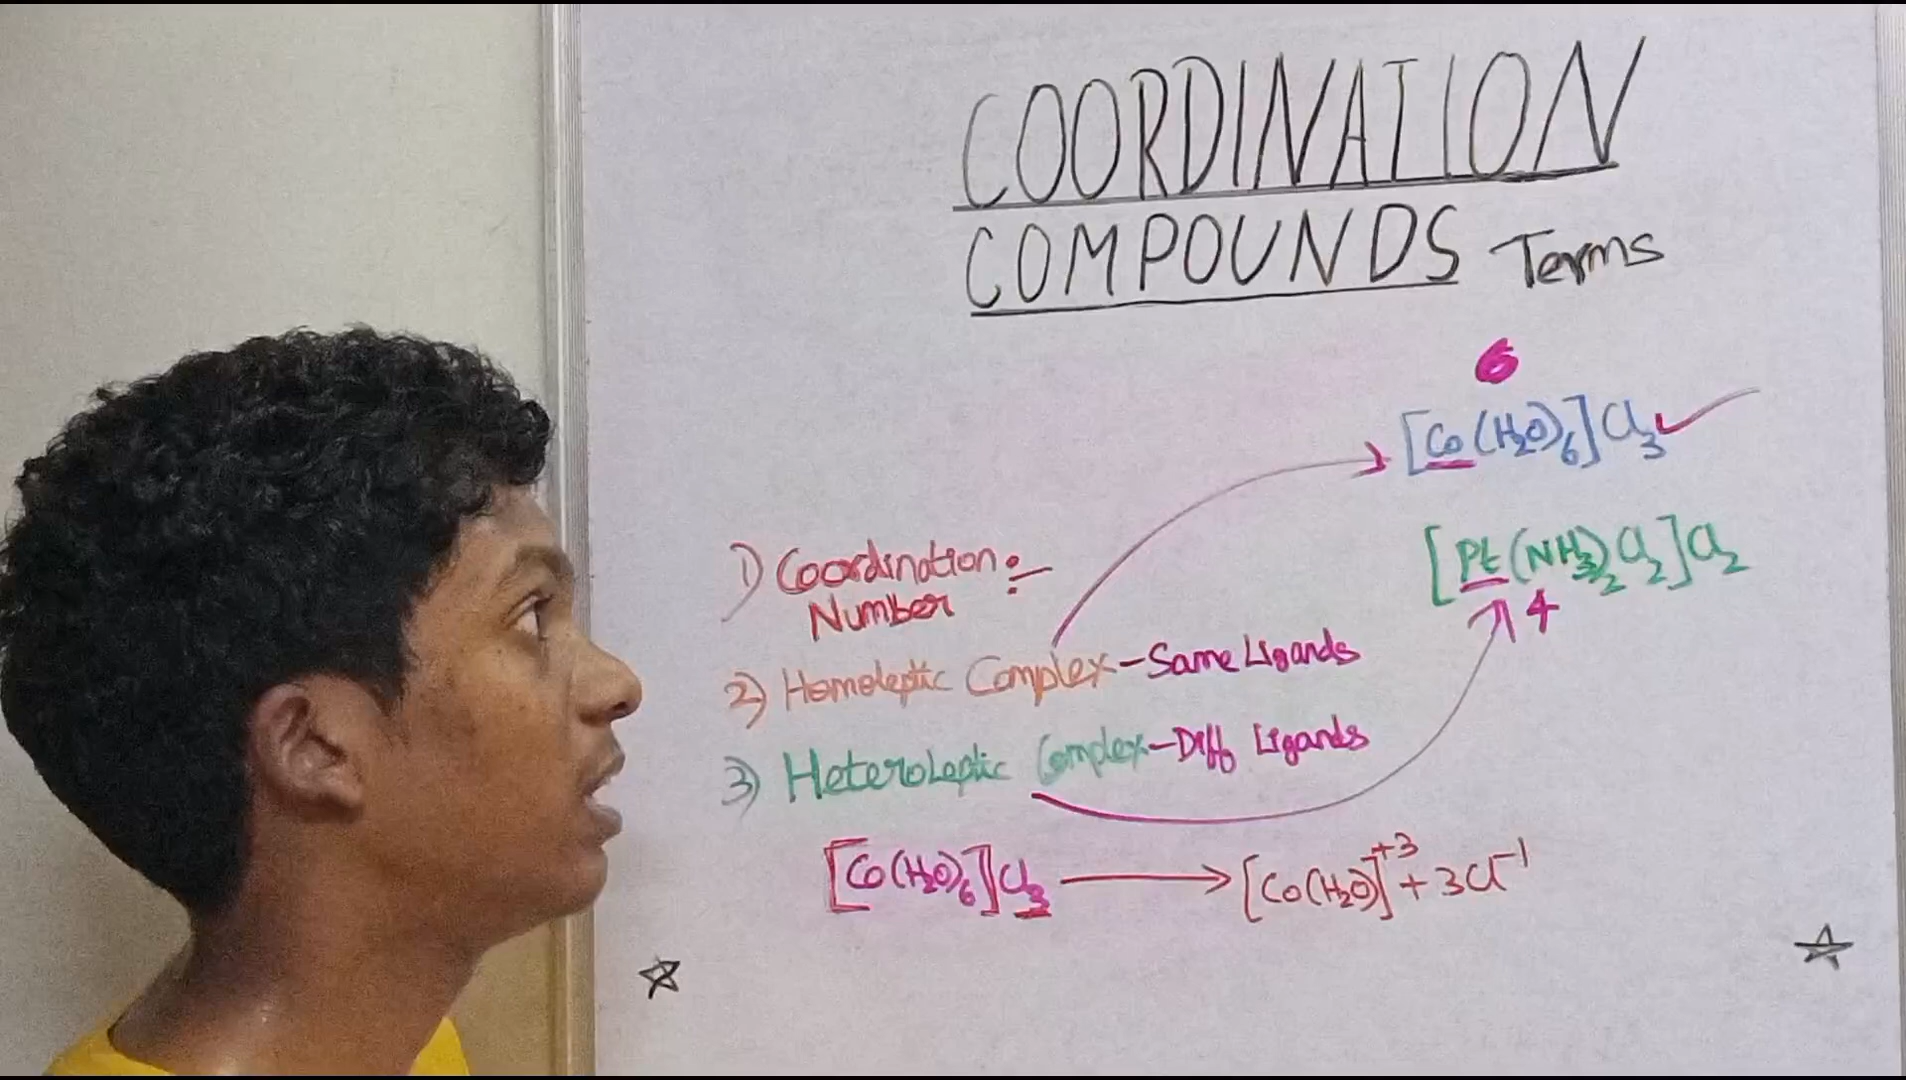 COORDINATION
COMPOUNDS Terms
6
[Co(H₂O)₆]Cl₃
[Pt(NH₃)₂Cl₂]Cl₂
4
1) Coordination :-
Number
2) Homoleptic Complex - Same Ligands
3) Heteroleptic Complex - Diff Ligands
[Co(H₂O)₆]Cl₃ → [Co(H₂O)]⁺³ + 3Cl⁻¹